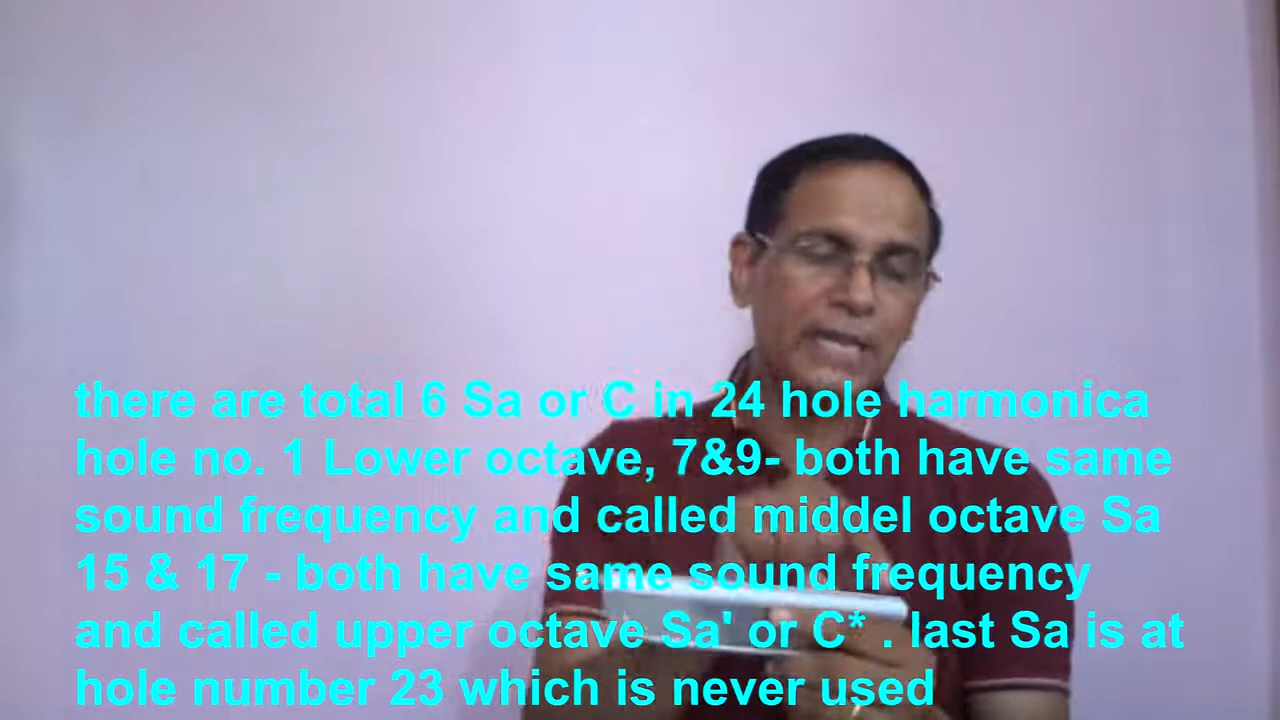 there are total 6 Sa or C in 24 hole harmonica
hole no. 1 Lower octave, 7&9- both have same
sound frequency and called middel octave Sa
15 & 17 - both have same sound frequency
and called upper octave Sa' or C* . last Sa is at
hole number 23 which is never used